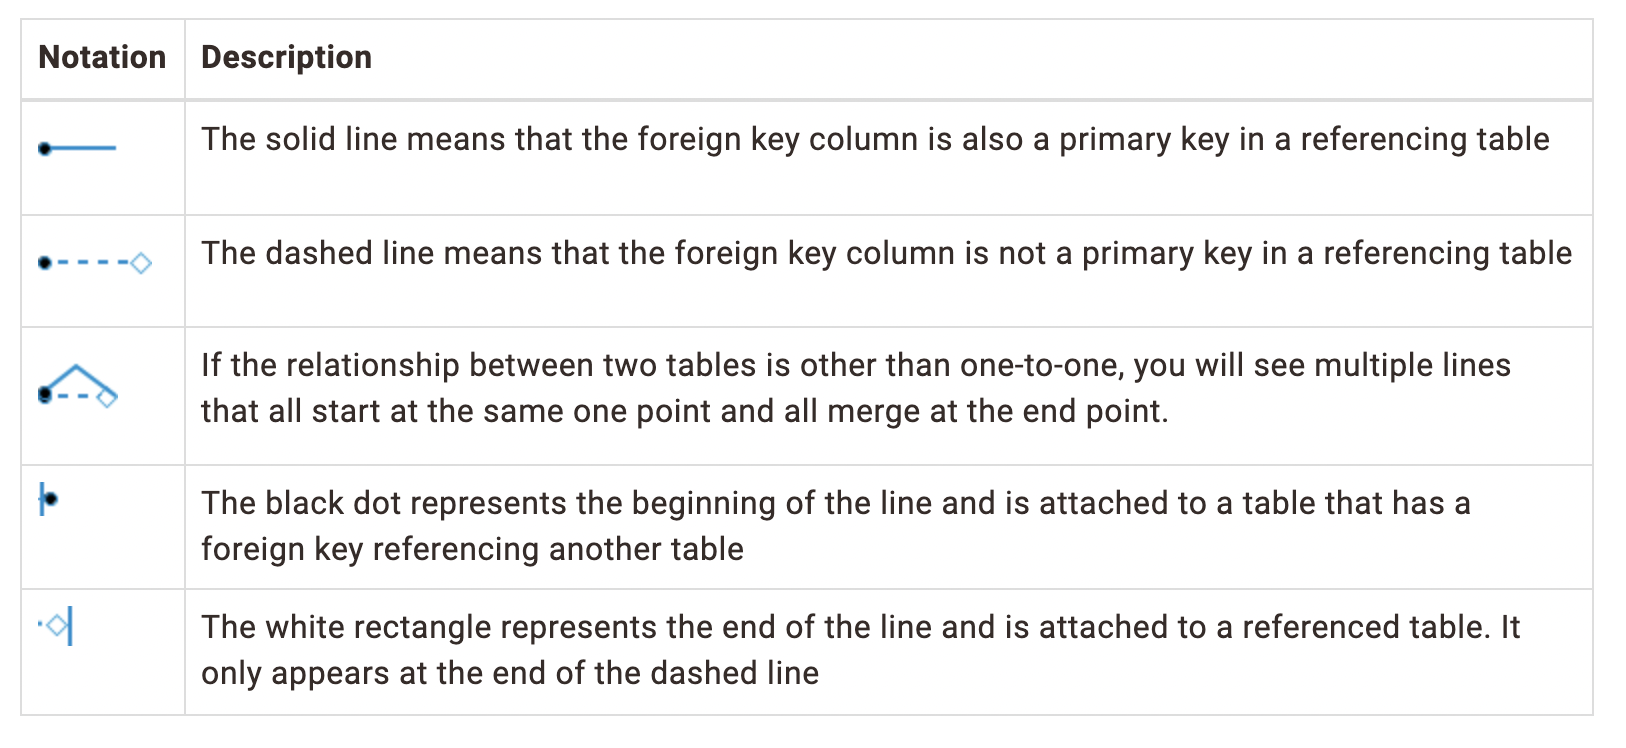 Notation Description
The solid line means that the foreign key column is also a primary key in a referencing table
The dashed line means that the foreign key column is not a primary key in a referencing table
If the relationship between two tables is other than one-to-one, you will see multiple lines
that all start at the same one point and all merge at the end point.
The black dot represents the beginning of the line and is attached to a table that has a
foreign key referencing another table
The white rectangle represents the end of the line and is attached to a referenced table. It
only appears at the end of the dashed line